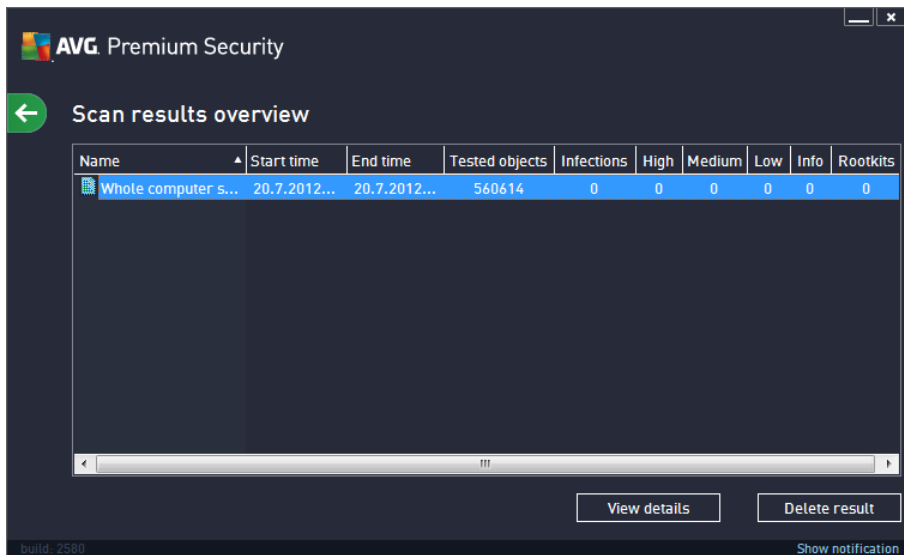 AVG. Premium Security
Scan results overview
Name Start time End time Tested objects Infections High Medium Low Info Rootkits
Whole computer s... 20.7.2012... 20.7.2012... 560614 0 0 0 0 0 0
View details Delete result
build: 2580 Show notification